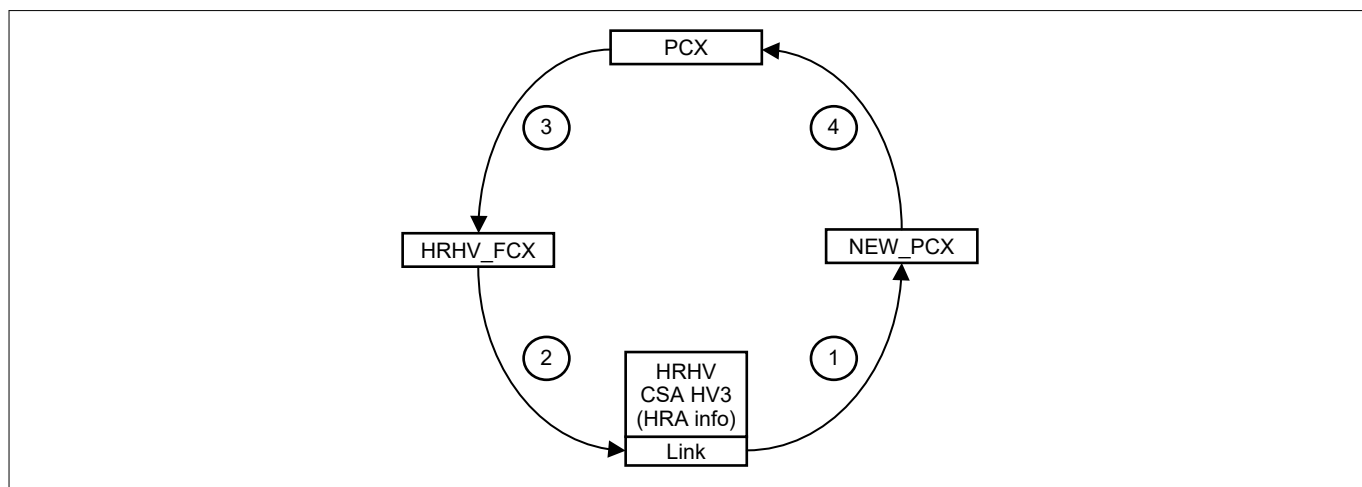 PCX
3
4
HRHV_FCX
NEW_PCX
2
1
HRHV
CSA HV3
(HRA info)
Link